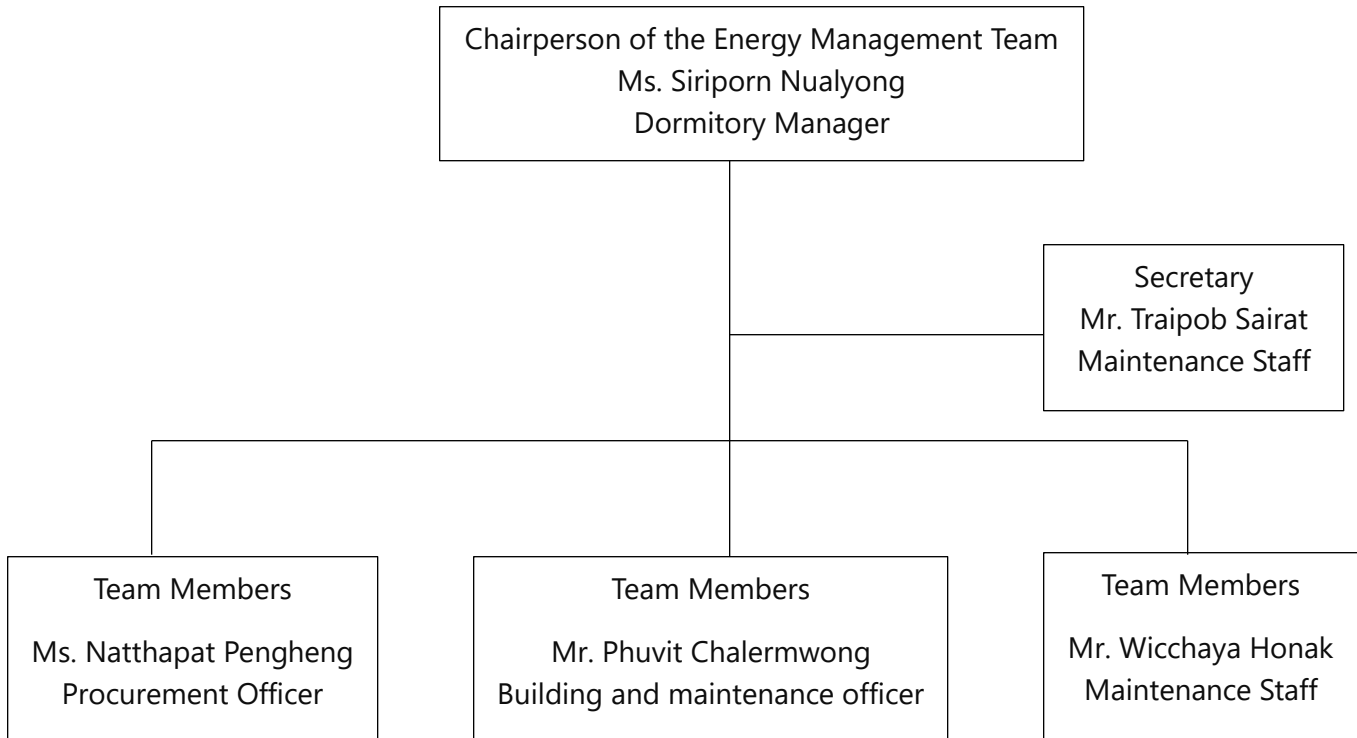 Chairperson of the Energy Management Team
Ms. Siriporn Nualyong
Dormitory Manager
Secretary
Mr. Traipob Sairat
Maintenance Staff
Team Members
Ms. Natthapat Pengheng
Procurement Officer
Team Members
Mr. Phuvit Chalermwong
Building and maintenance officer
Team Members
Mr. Wicchaya Honak
Maintenance Staff